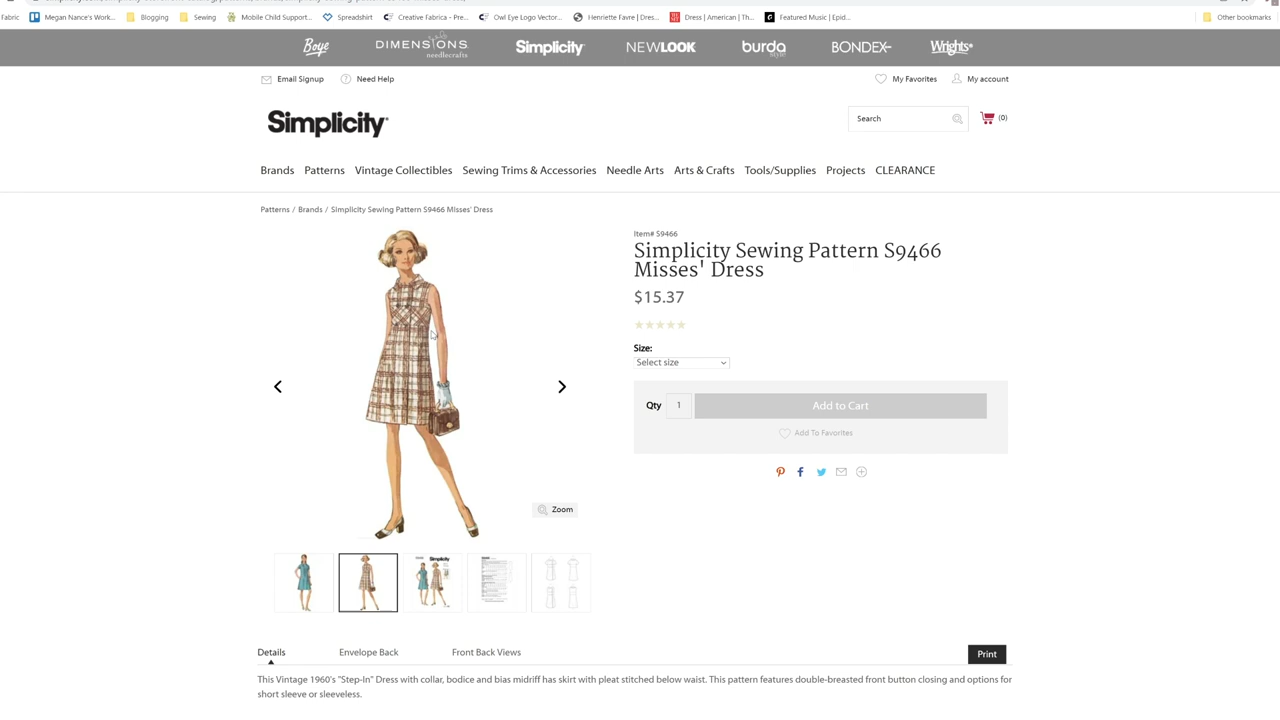 Fabric
Megan Nance's Work...
Blogging
Sewing
Mobile Child Support...
Spreadshirt
Creative Fabrica - Pre...
Owl Eye Logo Vector...
Henriette Favre | Dres...
Dress | American | Th...
Featured Music | Epid...
Other bookmarks
Boye
DIMENSIONS
needlecrafts
Simplicity
NEWLOOK
burda
style
BONDEX
Wrights
Email Signup
Need Help
My Favorites
My account
Simplicity
Search
(0)
Brands Patterns Vintage Collectibles Sewing Trims & Accessories Needle Arts Arts & Crafts Tools/Supplies Projects CLEARANCE
Patterns / Brands / Simplicity Sewing Pattern S9466 Misses' Dress
Item# S9466
Simplicity Sewing Pattern S9466
Misses' Dress
$15.37
Size:
Select size
Qty 1 Add to Cart
Add To Favorites
Zoom
Simplicity
Details
Envelope Back
Front Back Views
Print
This Vintage 1960's "Step-In" Dress with collar, bodice and bias midriff has skirt with pleat stitched below waist. This pattern features double-breasted front button closing and options for
short sleeve or sleeveless.